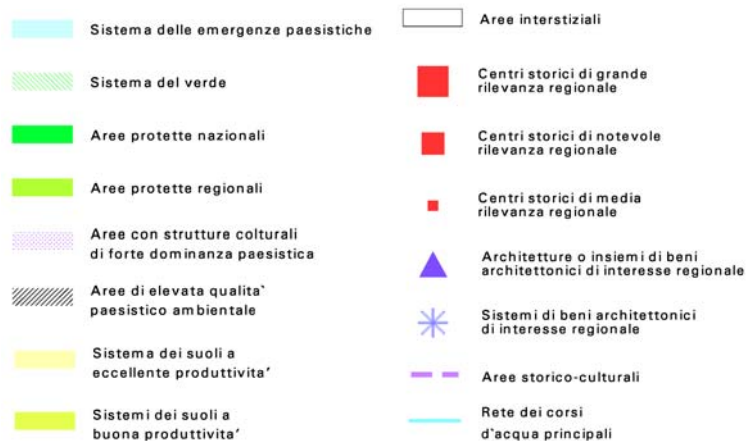 Sistema delle emergenze paesistiche
Sistema del verde
Aree protette nazionali
Aree protette regionali
Aree con strutture colturali
di forte dominanza paesistica
Aree di elevata qualita`
paesistico ambientale
Sistema dei suoli a
eccellente produttivita'
Sistemi dei suoli a
buona produttivita'
Aree interstiziali
Centri storici di grande
rilevanza regionale
Centri storici di notevole
rilevanza regionale
Centri storici di media
rilevanza regionale
Architetture o insiemi di beni
architettonici di interesse regionale
Sistemi di beni architettonici
di interesse regionale
Aree storico-culturali
Rete dei corsi
d'acqua principali